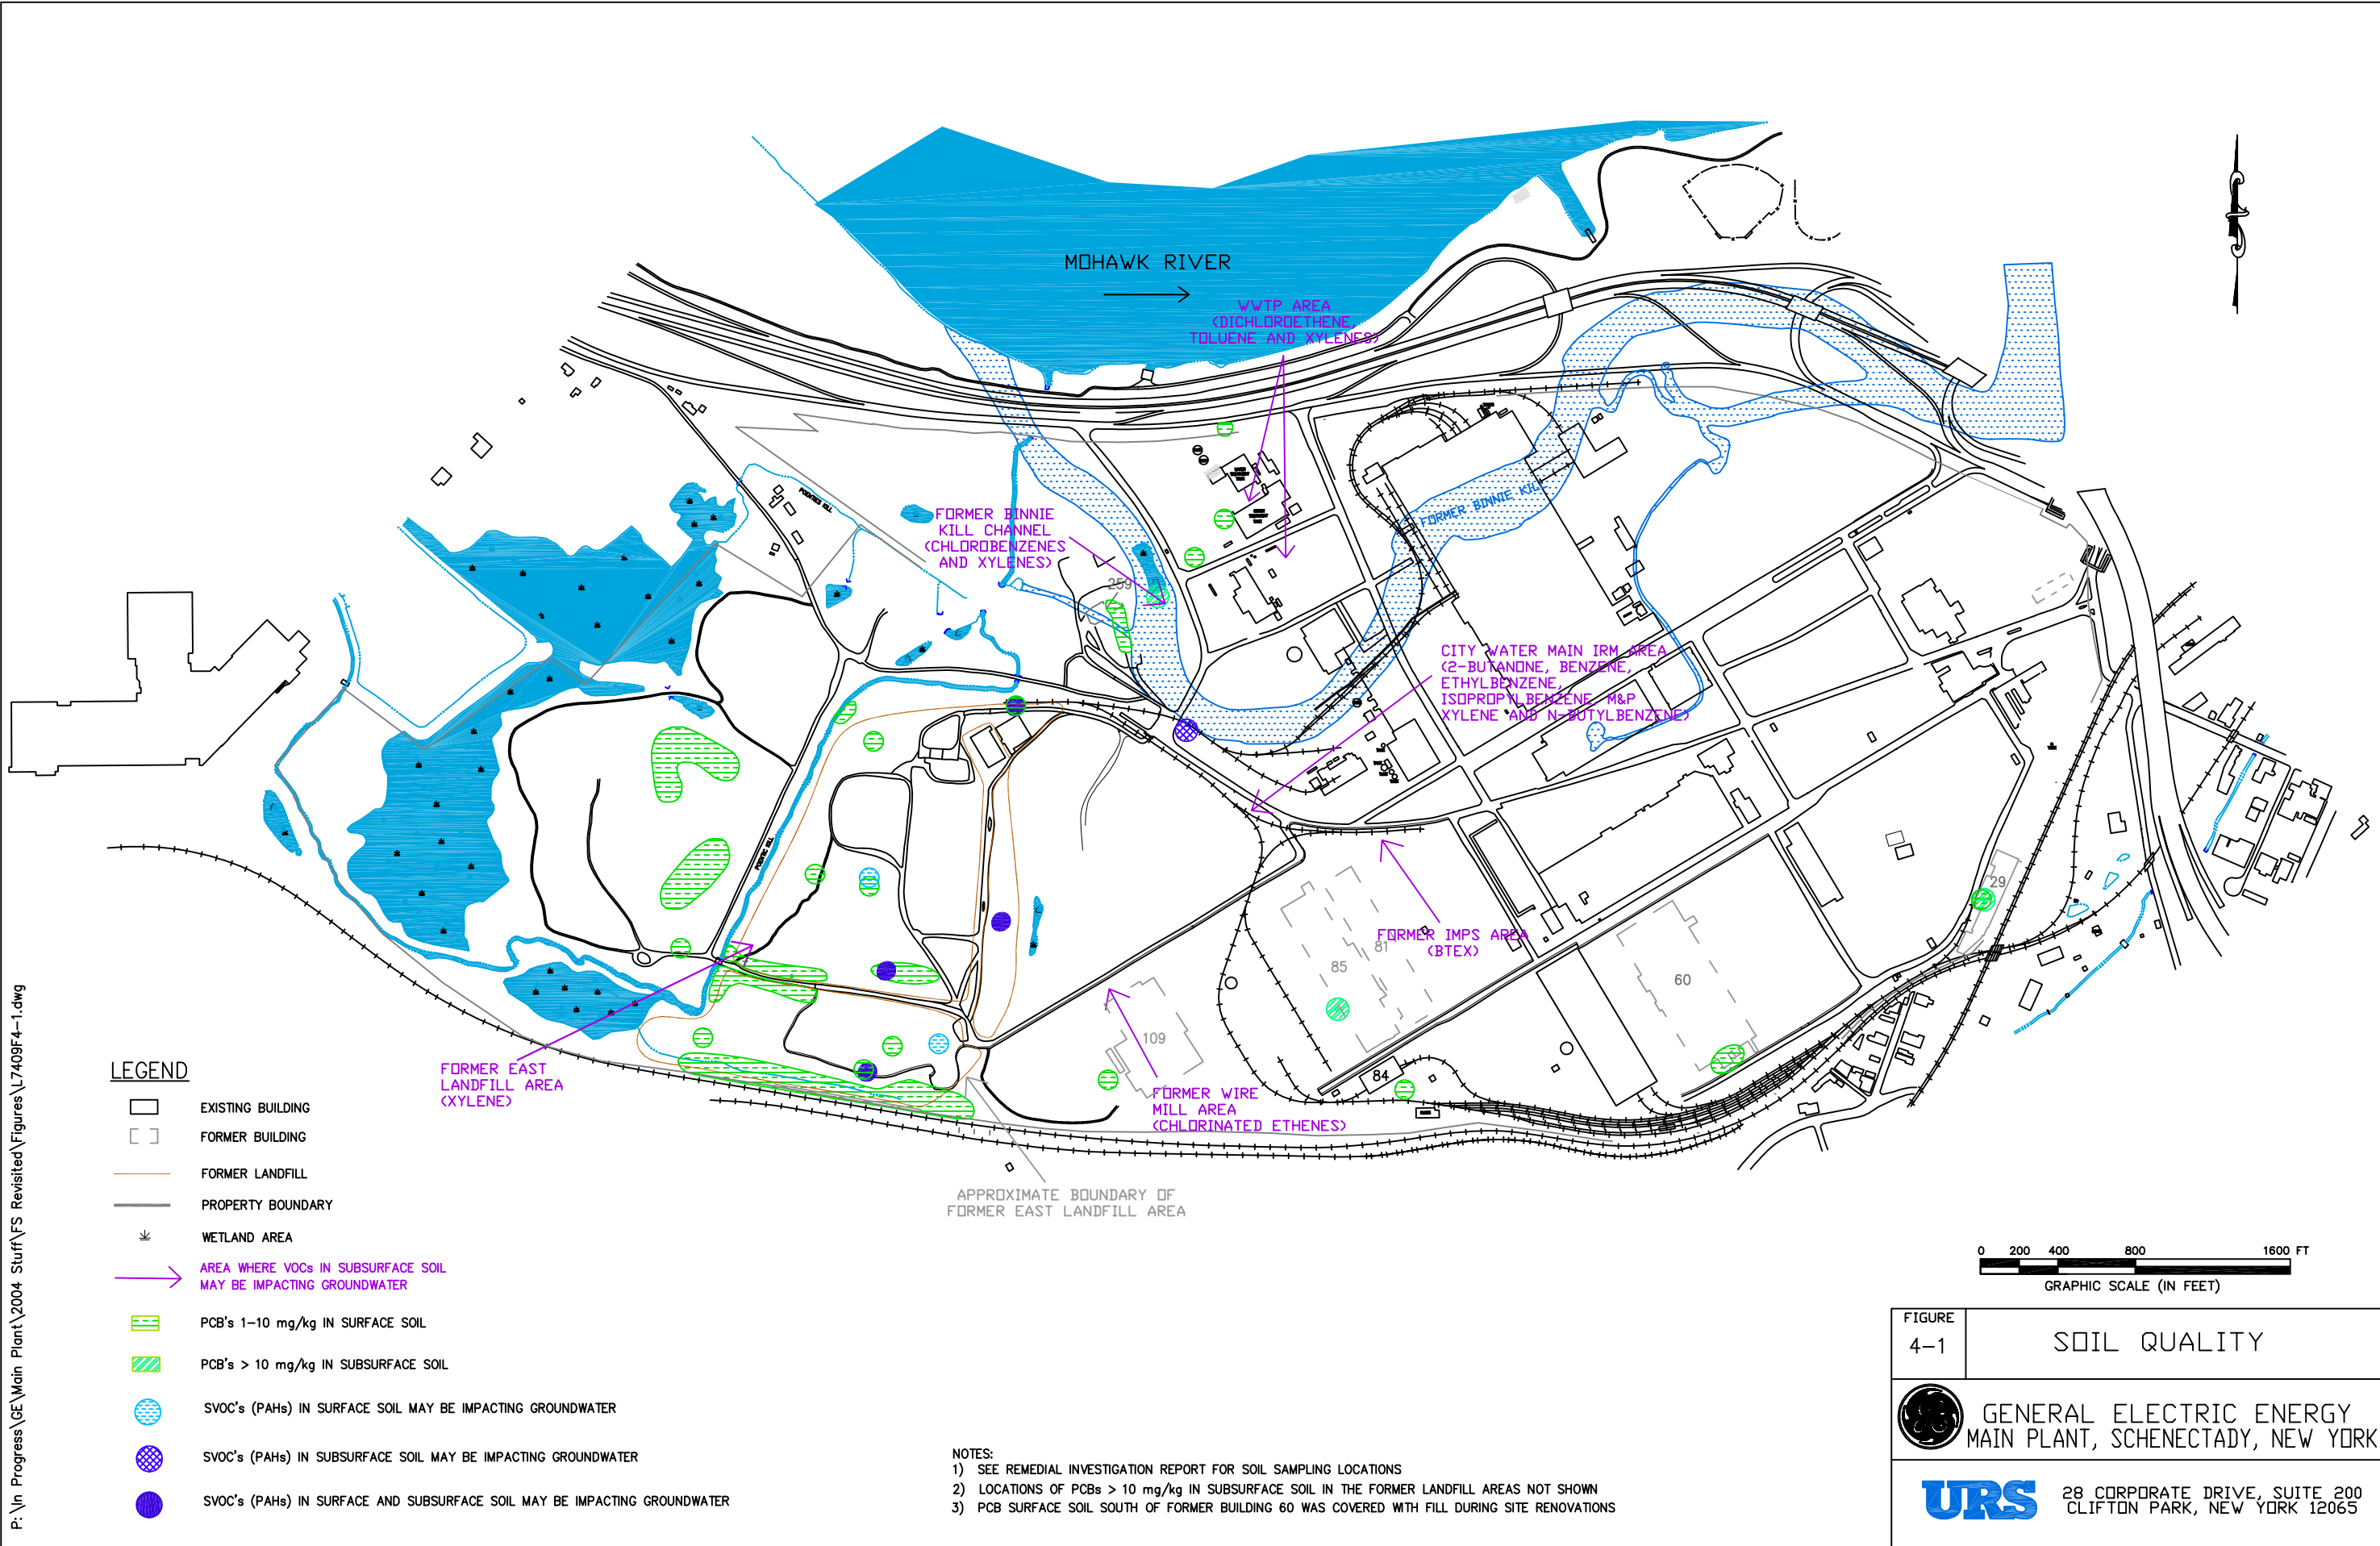 MOHAWK RIVER
WWTP AREA
(DICHLOROETHENE,
TOLUENE AND XYLENES)
FORMER BINNIE KILL
POENTIC KILL
FORMER BINNIE
KILL CHANNEL
(CHLOROBENZENES
AND XYLENES)
259
CITY WATER MAIN IRM AREA
(2-BUTANONE, BENZENE,
ETHYLBENZENE,
ISOPROPYLBENZENE, M&P
XYLENE AND N-BUTYLBENZENE)
29
FORMER IMPS AREA
(BTEX)
81
85
60
109
84
FORMER EAST
LANDFILL AREA
(XYLENE)
FORMER WIRE
MILL AREA
(CHLORINATED ETHENES)
APPROXIMATE BOUNDARY OF
FORMER EAST LANDFILL AREA
LEGEND
EXISTING BUILDING
FORMER BUILDING
FORMER LANDFILL
PROPERTY BOUNDARY
WETLAND AREA
AREA WHERE VOCs IN SUBSURFACE SOIL
MAY BE IMPACTING GROUNDWATER
PCB's 1-10 mg/kg IN SURFACE SOIL
PCB's > 10 mg/kg IN SUBSURFACE SOIL
SVOC's (PAHs) IN SURFACE SOIL MAY BE IMPACTING GROUNDWATER
SVOC's (PAHs) IN SUBSURFACE SOIL MAY BE IMPACTING GROUNDWATER
SVOC's (PAHs) IN SURFACE AND SUBSURFACE SOIL MAY BE IMPACTING GROUNDWATER
NOTES:
1) SEE REMEDIAL INVESTIGATION REPORT FOR SOIL SAMPLING LOCATIONS
2) LOCATIONS OF PCBs > 10 mg/kg IN SUBSURFACE SOIL IN THE FORMER LANDFILL AREAS NOT SHOWN
3) PCB SURFACE SOIL SOUTH OF FORMER BUILDING 60 WAS COVERED WITH FILL DURING SITE RENOVATIONS
0 200 400 800 1600 FT
GRAPHIC SCALE (IN FEET)
FIGURE
4-1
SOIL QUALITY
GENERAL ELECTRIC ENERGY
MAIN PLANT, SCHENECTADY, NEW YORK
URS
28 CORPORATE DRIVE, SUITE 200
CLIFTON PARK, NEW YORK 12065
P:\In Progress\GE\Main Plant\2004 Stuff\FS Revisited\Figures\L7409F4-1.dwg